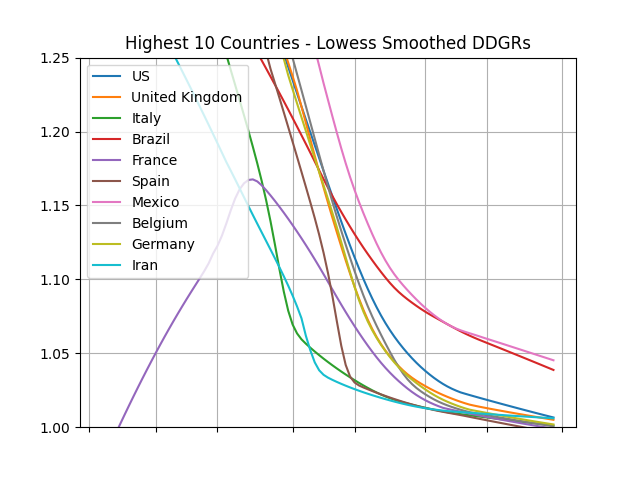 Highest 10 Countries - Lowess Smoothed DDGRs
1.25
1.20
1.15
1.10
1.05
1.00
US
United Kingdom
Italy
Brazil
France
Spain
Mexico
Belgium
Germany
Iran